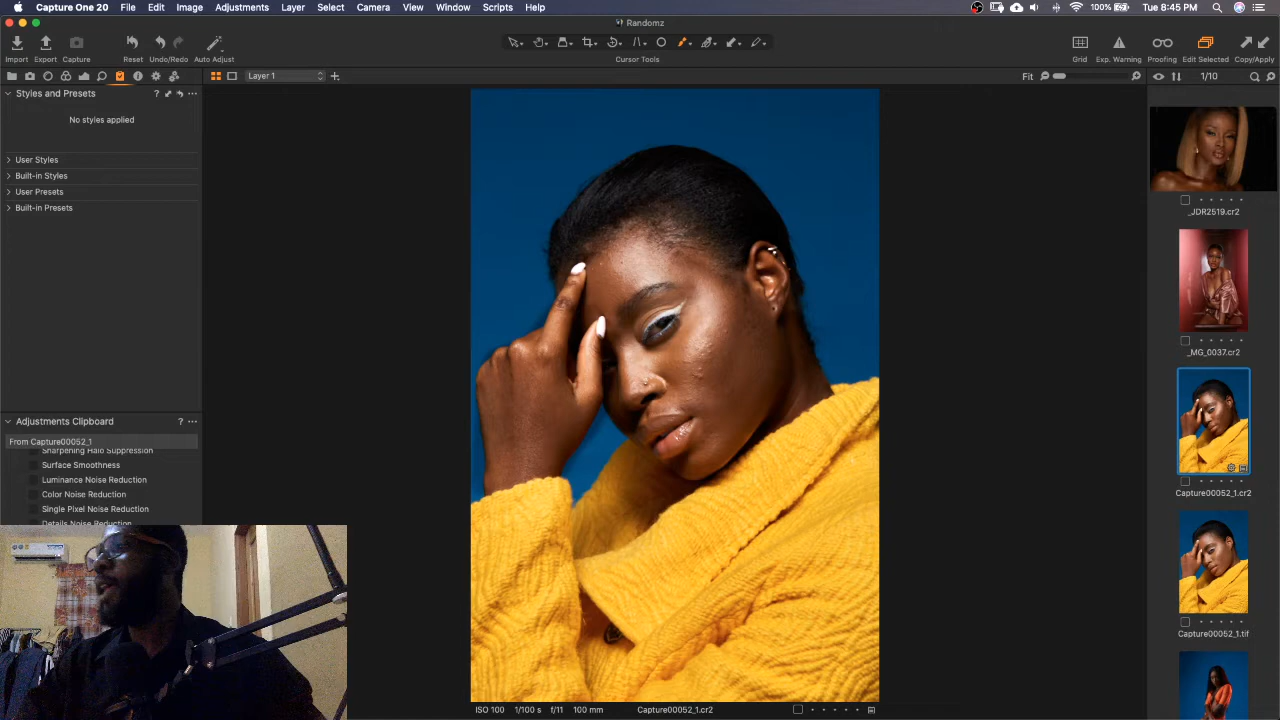 Capture One 20 File Edit Image Adjustments Layer Select Camera View Window Scripts Help
100% Tue 8:45 PM
Randomz
Import Export Capture Reset Undo/Redo Auto Adjust Cursor Tools Grid Exp. Warning Proofing Edit Selected Copy/Apply
Layer 1
Fit
1/10
Styles and Presets ? ...
No styles applied
User Styles
Built-in Styles
User Presets
Built-in Presets
Adjustments Clipboard ? ...
From Capture00052_1
Sharpening Halo Suppression
Surface Smoothness
Luminance Noise Reduction
Color Noise Reduction
Single Pixel Noise Reduction
Details Noise Reduction
ISO 100 1/100 s f/11 100 mm Capture00052_1.cr2
_JDR2519.cr2
_MG_0037.cr2
Capture00052_1.cr2
Capture00052_1.tif